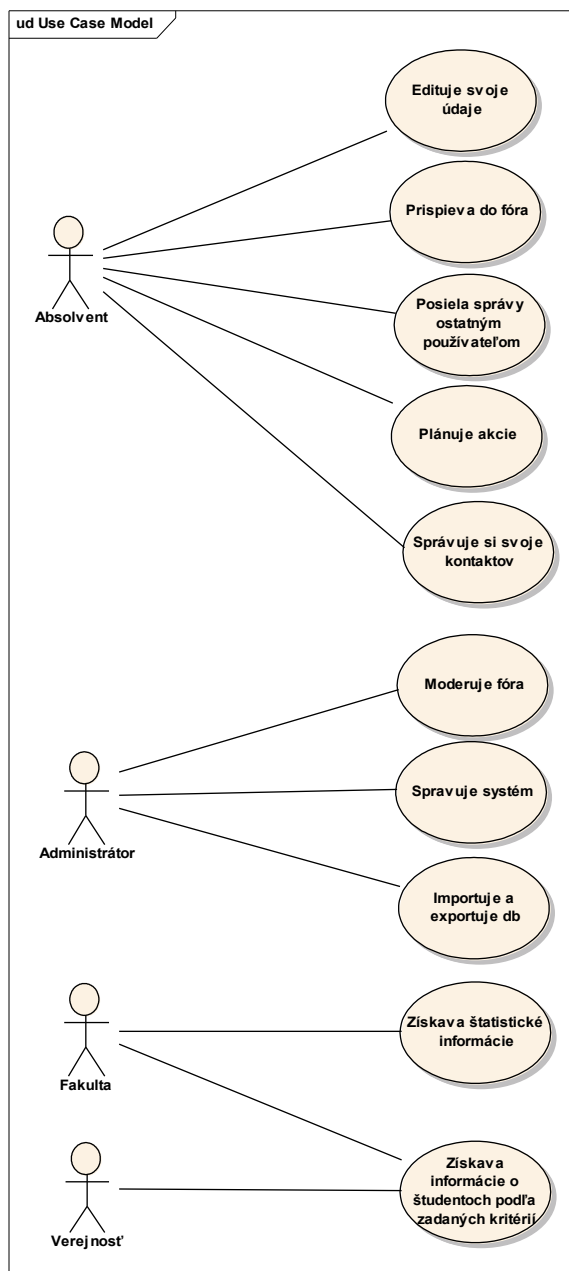 ud Use Case Model
Edituje svoje
údaje
Prispieva do fóra
Absolvent
Posiela správy
ostatným
používateľom
Plánuje akcie
Správuje si svoje
kontaktov
Moderuje fóra
Administrátor
Spravuje systém
Importuje a
exportuje db
Fakulta
Získava štatistické
informácie
Verejnosť
Získava
informácie o
študentoch podľa
zadaných kritérií